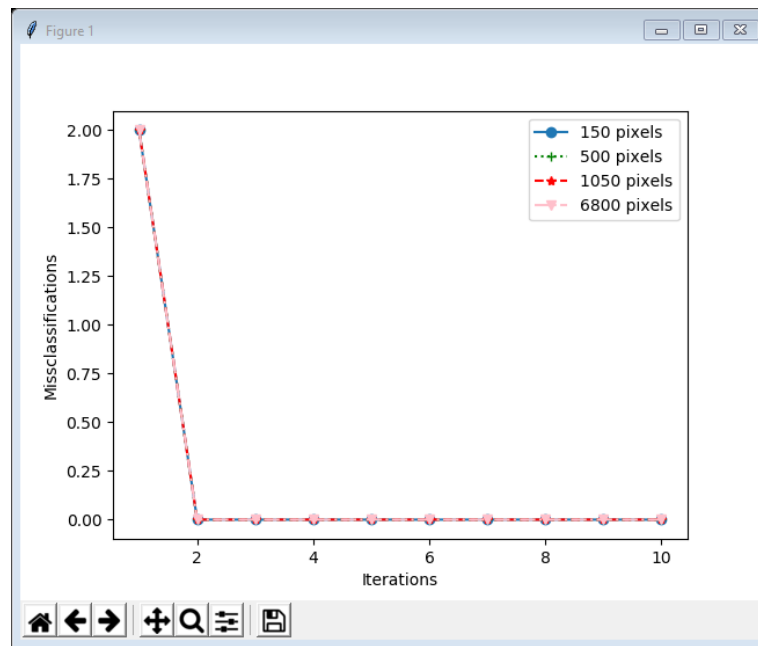 Figure 1
2.00
1.75
1.50
1.25
1.00
0.75
0.50
0.25
0.00
Missclassifications
2 4 6 8 10
Iterations
150 pixels
500 pixels
1050 pixels
6800 pixels